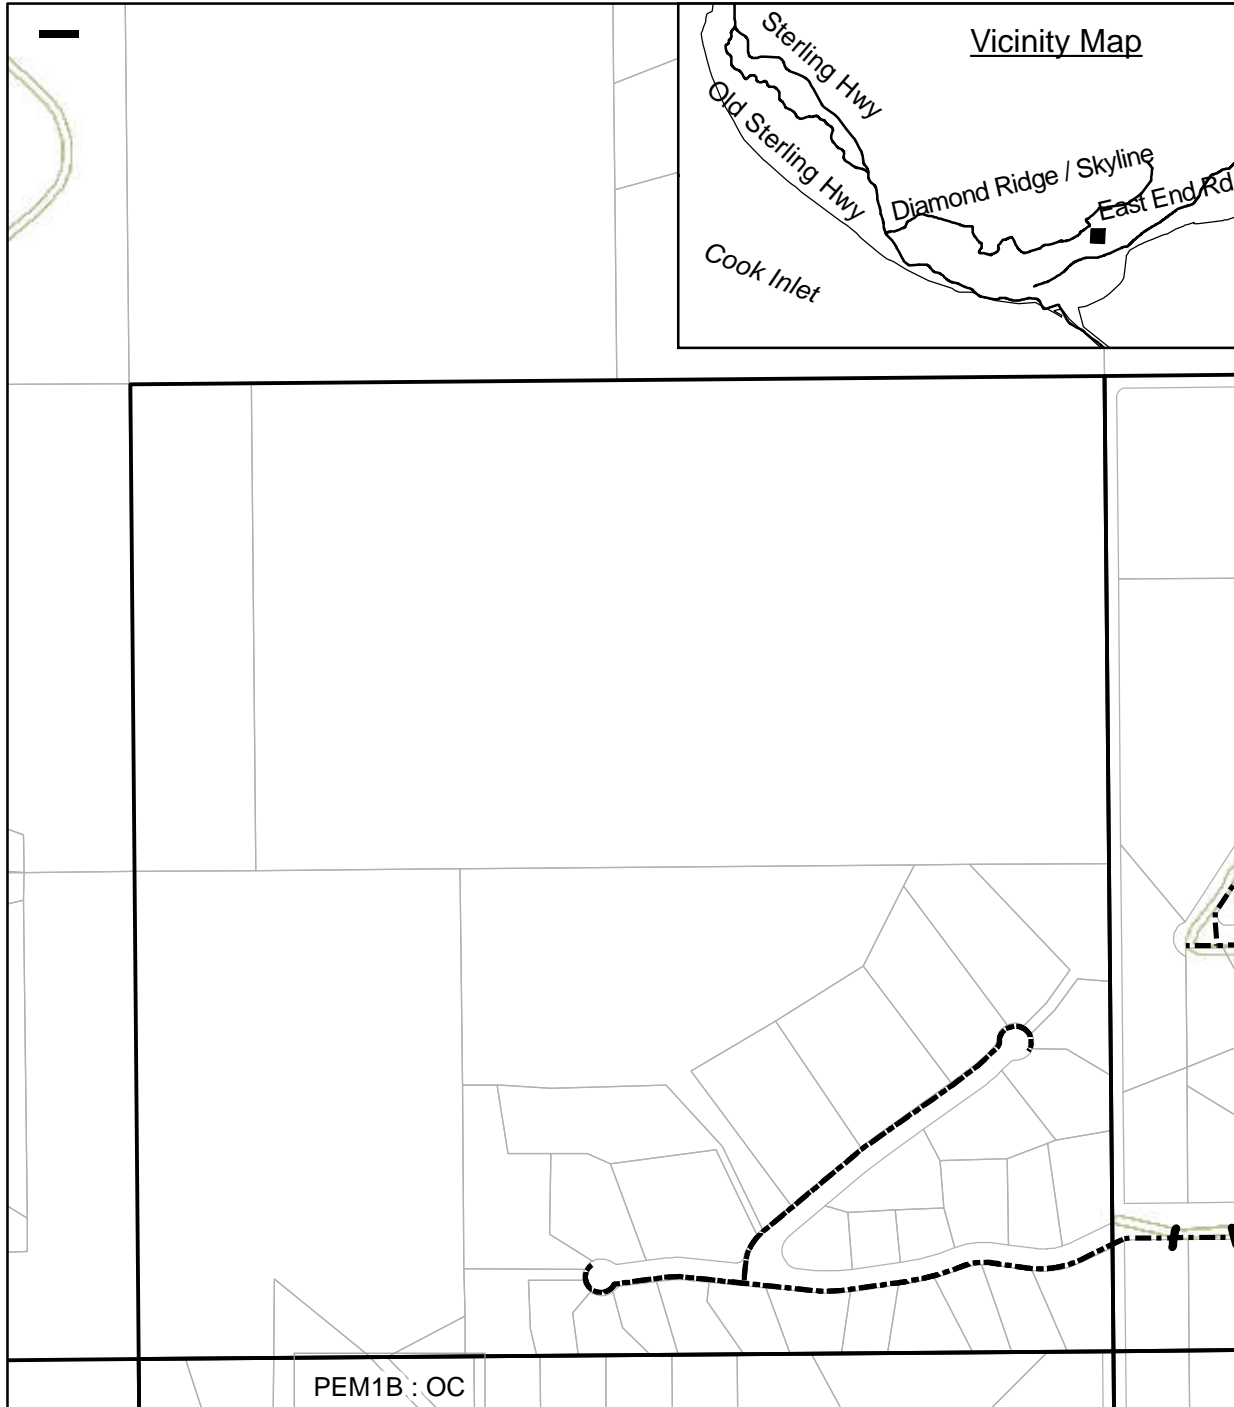 Vicinity Map
Sterling Hwy
Old Sterling Hwy
Diamond Ridge / Skyline
East End Rd
Cook Inlet
PEM1B : OC